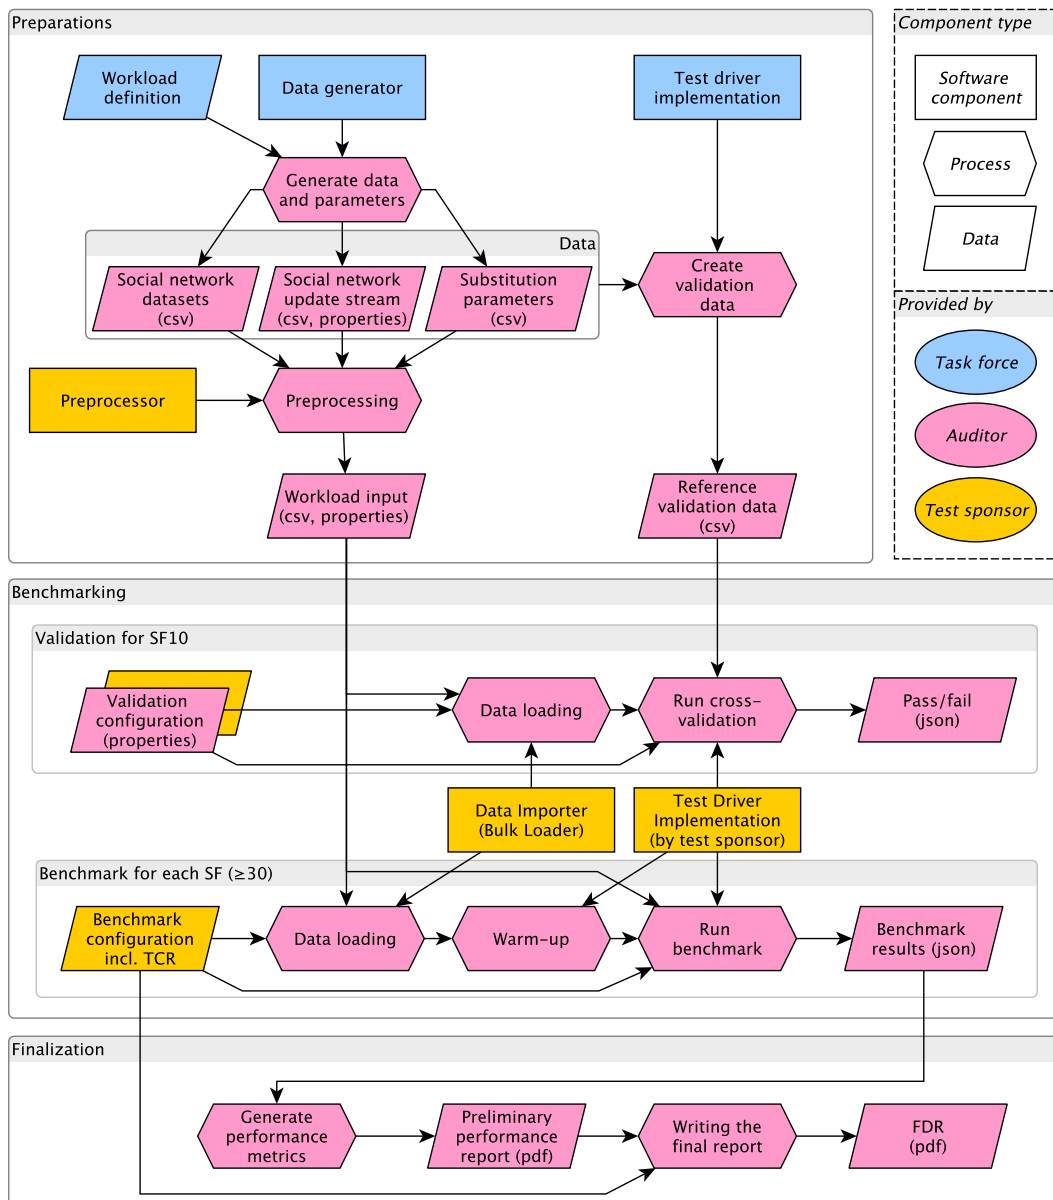 Preparations
Component type
Workload
definition
Data generator
Test driver
implementation
Software
component
Generate data
and parameters
Process
Data
Data
Social network
datasets
(csv)
Social network
update stream
(csv, properties)
Substitution
parameters
(csv)
Create
validation
data
Provided by
Task force
Preprocessor
Preprocessing
Auditor
Workload input
(csv, properties)
Reference
validation data
(csv)
Test sponsor
Benchmarking
Validation for SF10
Validation
configuration
(properties)
Data loading
Run cross-
validation
Pass/fail
(json)
Data Importer
(Bulk Loader)
Test Driver
Implementation
(by test sponsor)
Benchmark for each SF (≥30)
Benchmark
configuration
incl. TCR
Data loading
Warm-up
Run
benchmark
Benchmark
results (json)
Finalization
Generate
performance
metrics
Preliminary
performance
report (pdf)
Writing the
final report
FDR
(pdf)